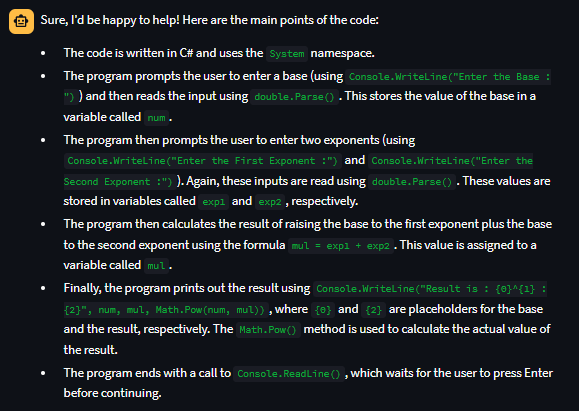 Sure, I'd be happy to help! Here are the main points of the code:
• The code is written in C# and uses the System namespace.
• The program prompts the user to enter a base (using Console.WriteLine("Enter the Base :
") ) and then reads the input using double.Parse() . This stores the value of the base in a
variable called num .
• The program then prompts the user to enter two exponents (using
Console.WriteLine("Enter the First Exponent :") and Console.WriteLine("Enter the
Second Exponent :") ). Again, these inputs are read using double.Parse() . These values are
stored in variables called exp1 and exp2 , respectively.
• The program then calculates the result of raising the base to the first exponent plus the base
to the second exponent using the formula mul = exp1 + exp2 . This value is assigned to a
variable called mul .
• Finally, the program prints out the result using Console.WriteLine("Result is : {0}^{1} :
{2}", num, mul, Math.Pow(num, mul)) , where {0} and {2} are placeholders for the base
and the result, respectively. The Math.Pow() method is used to calculate the actual value of
the result.
• The program ends with a call to Console.ReadLine() , which waits for the user to press Enter
before continuing.